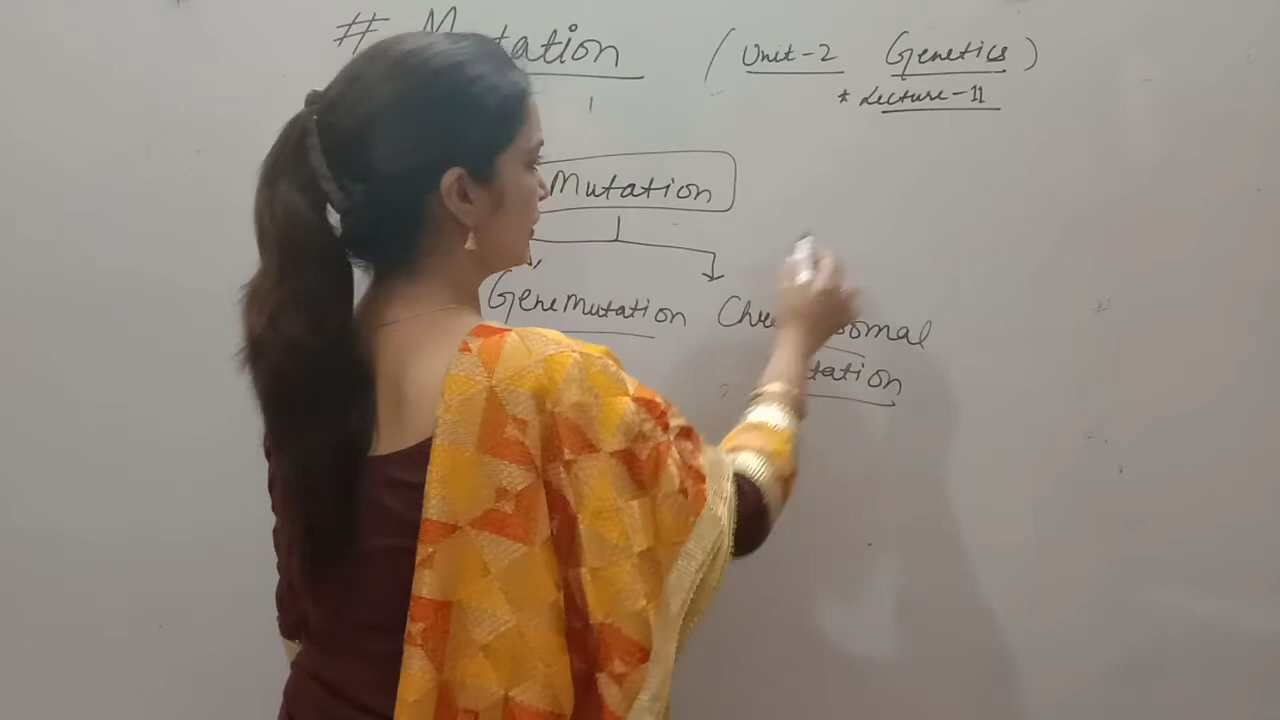 # Mutation (Unit-2 Genetics)
* Lecture-11
Mutation
Gene Mutation Chromosomal
Mutation